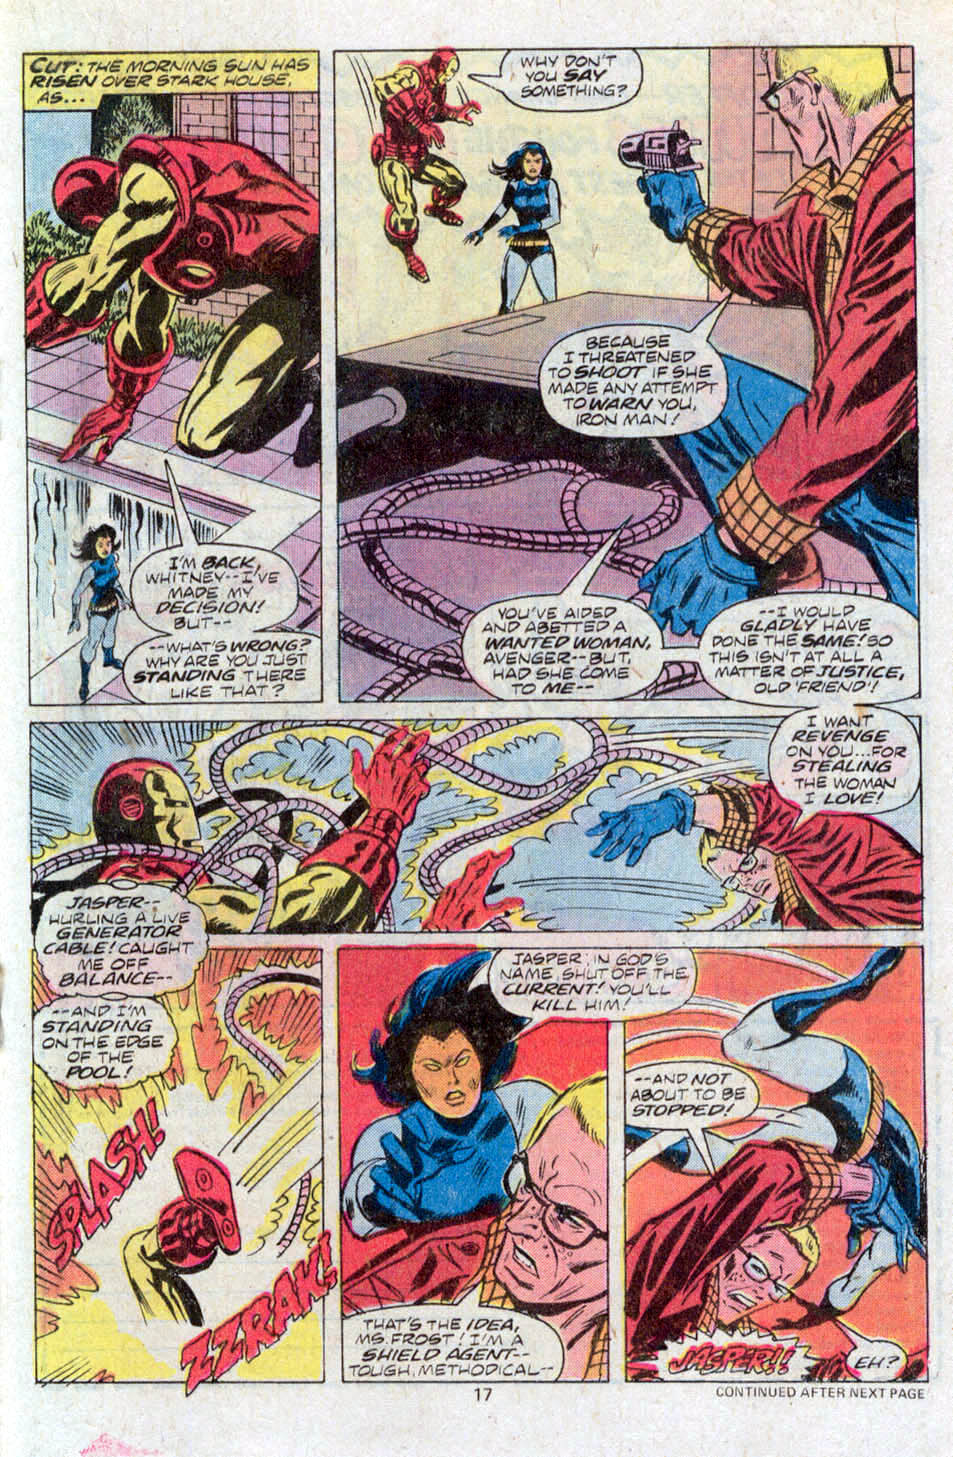 CUT: THE MORNING SUN HAS
RISEN OVER STARK HOUSE,
AS...
I'M BACK,
WHITNEY--I'VE
MADE MY
DECISION!
BUT--
--WHAT'S WRONG?
WHY ARE YOU JUST
STANDING THERE
LIKE THAT?
WHY DON'T
YOU SAY
SOMETHING?
BECAUSE
I THREATENED
TO SHOOT IF SHE
MADE ANY ATTEMPT
TO WARN YOU,
IRON MAN!
YOU'VE AIDED
AND ABETTED A
WANTED WOMAN,
AVENGER--BUT,
HAD SHE COME
TO ME--
--I WOULD
GLADLY HAVE
DONE THE SAME! SO
THIS ISN'T AT ALL A
MATTER OF JUSTICE,
OLD 'FRIEND'!
I WANT
REVENGE
ON YOU...FOR
STEALING
THE WOMAN
I LOVE!
JASPER--
HURLING A LIVE
GENERATOR
CABLE! CAUGHT
ME OFF
BALANCE--
--AND I'M
STANDING
ON THE EDGE
OF THE
POOL!
SPLASH!
ZZRAK!
JASPER, IN GOD'S
NAME, SHUT OFF THE
CURRENT! YOU'LL
KILL HIM!
THAT'S THE IDEA,
MS. FROST! I'M A
SHIELD AGENT--
TOUGH, METHODICAL--
--AND NOT
ABOUT TO BE
STOPPED!
JASPER!!
EH?
17
CONTINUED AFTER NEXT PAGE